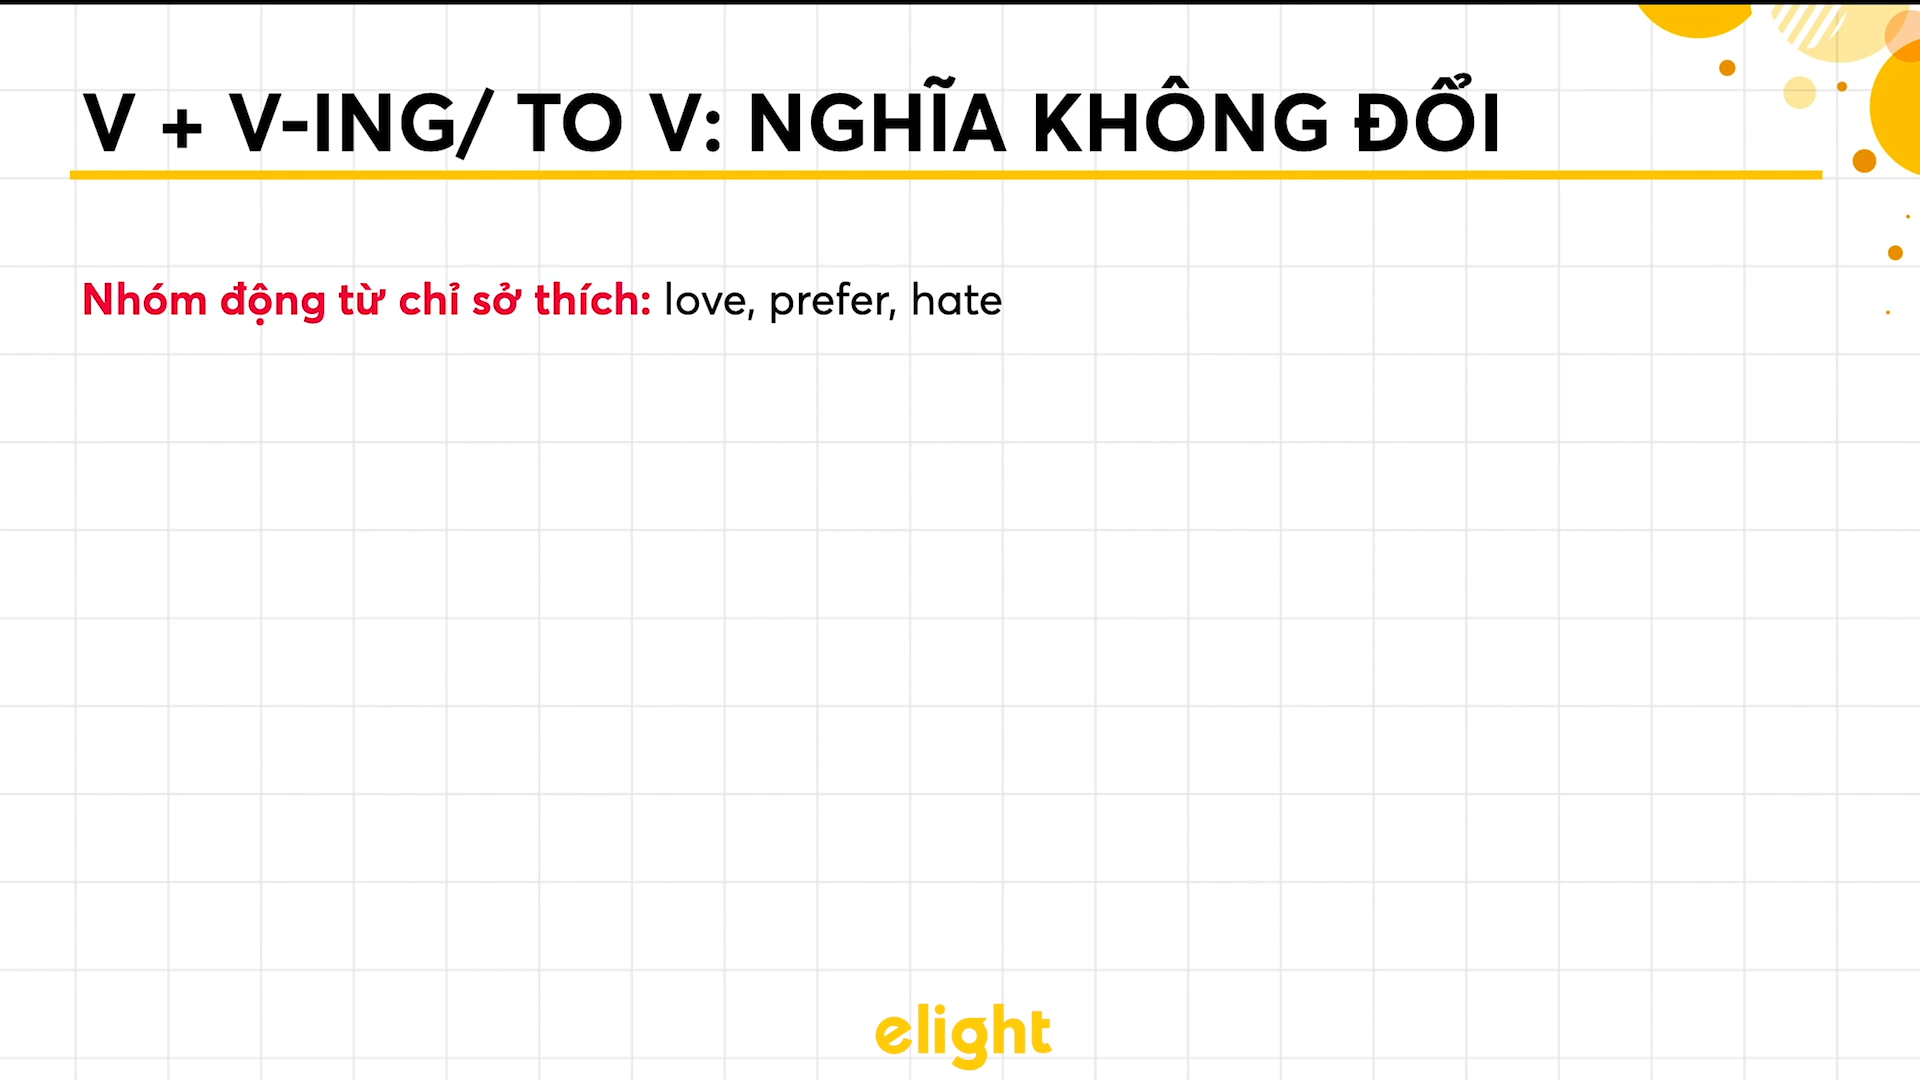 V + V-ING/ TO V: NGHĨA KHÔNG ĐỔI
Nhóm động từ chỉ sở thích: love, prefer, hate
elight